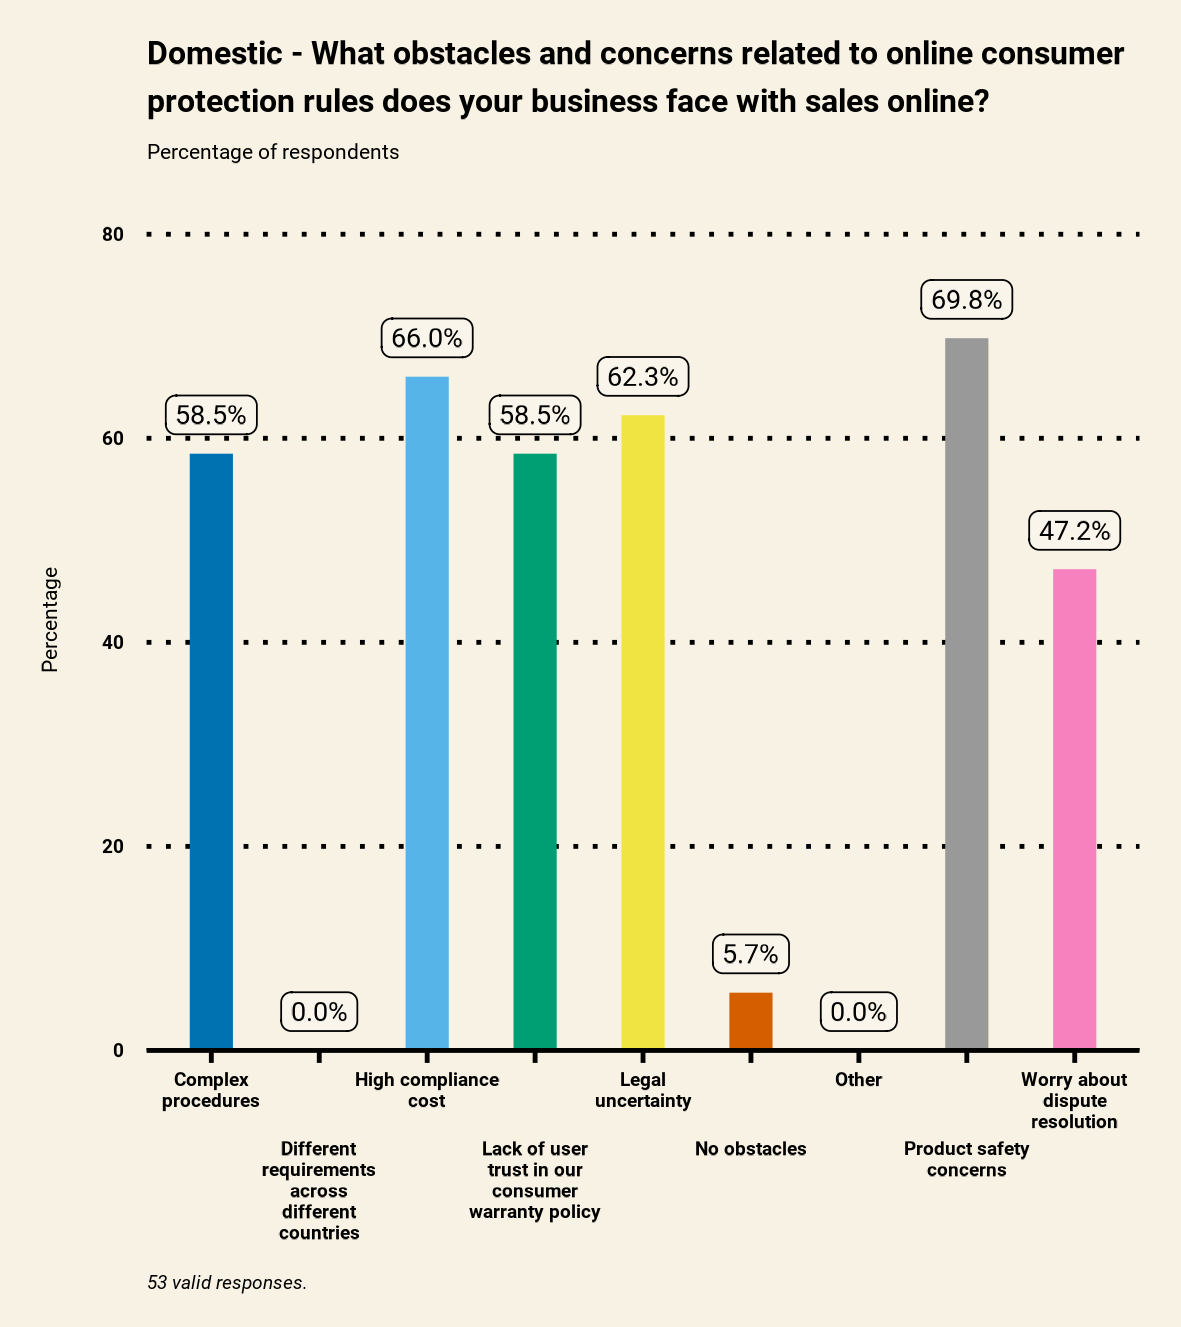 Domestic - What obstacles and concerns related to online consumer
protection rules does your business face with sales online?
Percentage of respondents
Percentage
80
60
40
20
0
58.5%
0.0%
66.0%
58.5%
62.3%
5.7%
0.0%
69.8%
47.2%
Complex
procedures
Different
requirements
across
different
countries
High compliance
cost
Lack of user
trust in our
consumer
warranty policy
Legal
uncertainty
No obstacles
Other
Product safety
concerns
Worry about
dispute
resolution
53 valid responses.